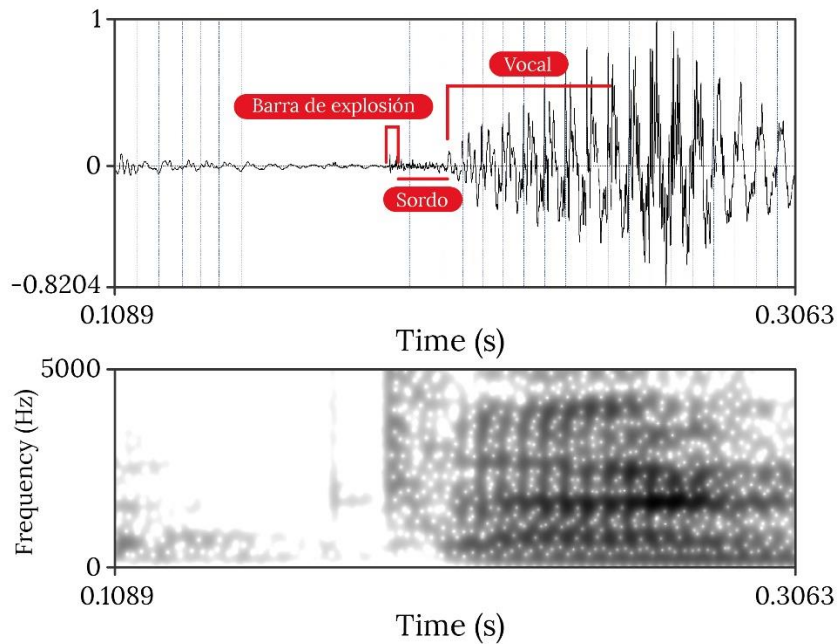 1
Vocal
Barra de explosión
0
Sordo
-0.8204
0.1089
0.3063
Time (s)
5000
Frequency (Hz)
0
0.1089
0.3063
Time (s)